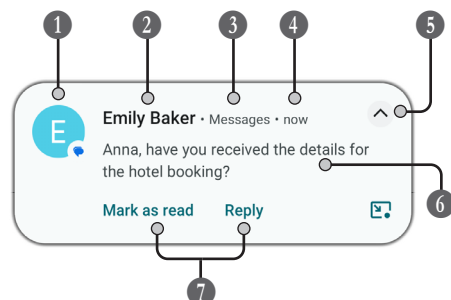 1 2 3 4 5
E Emily Baker • Messages • now
Anna, have you received the details for
the hotel booking?
6
Mark as read Reply
7